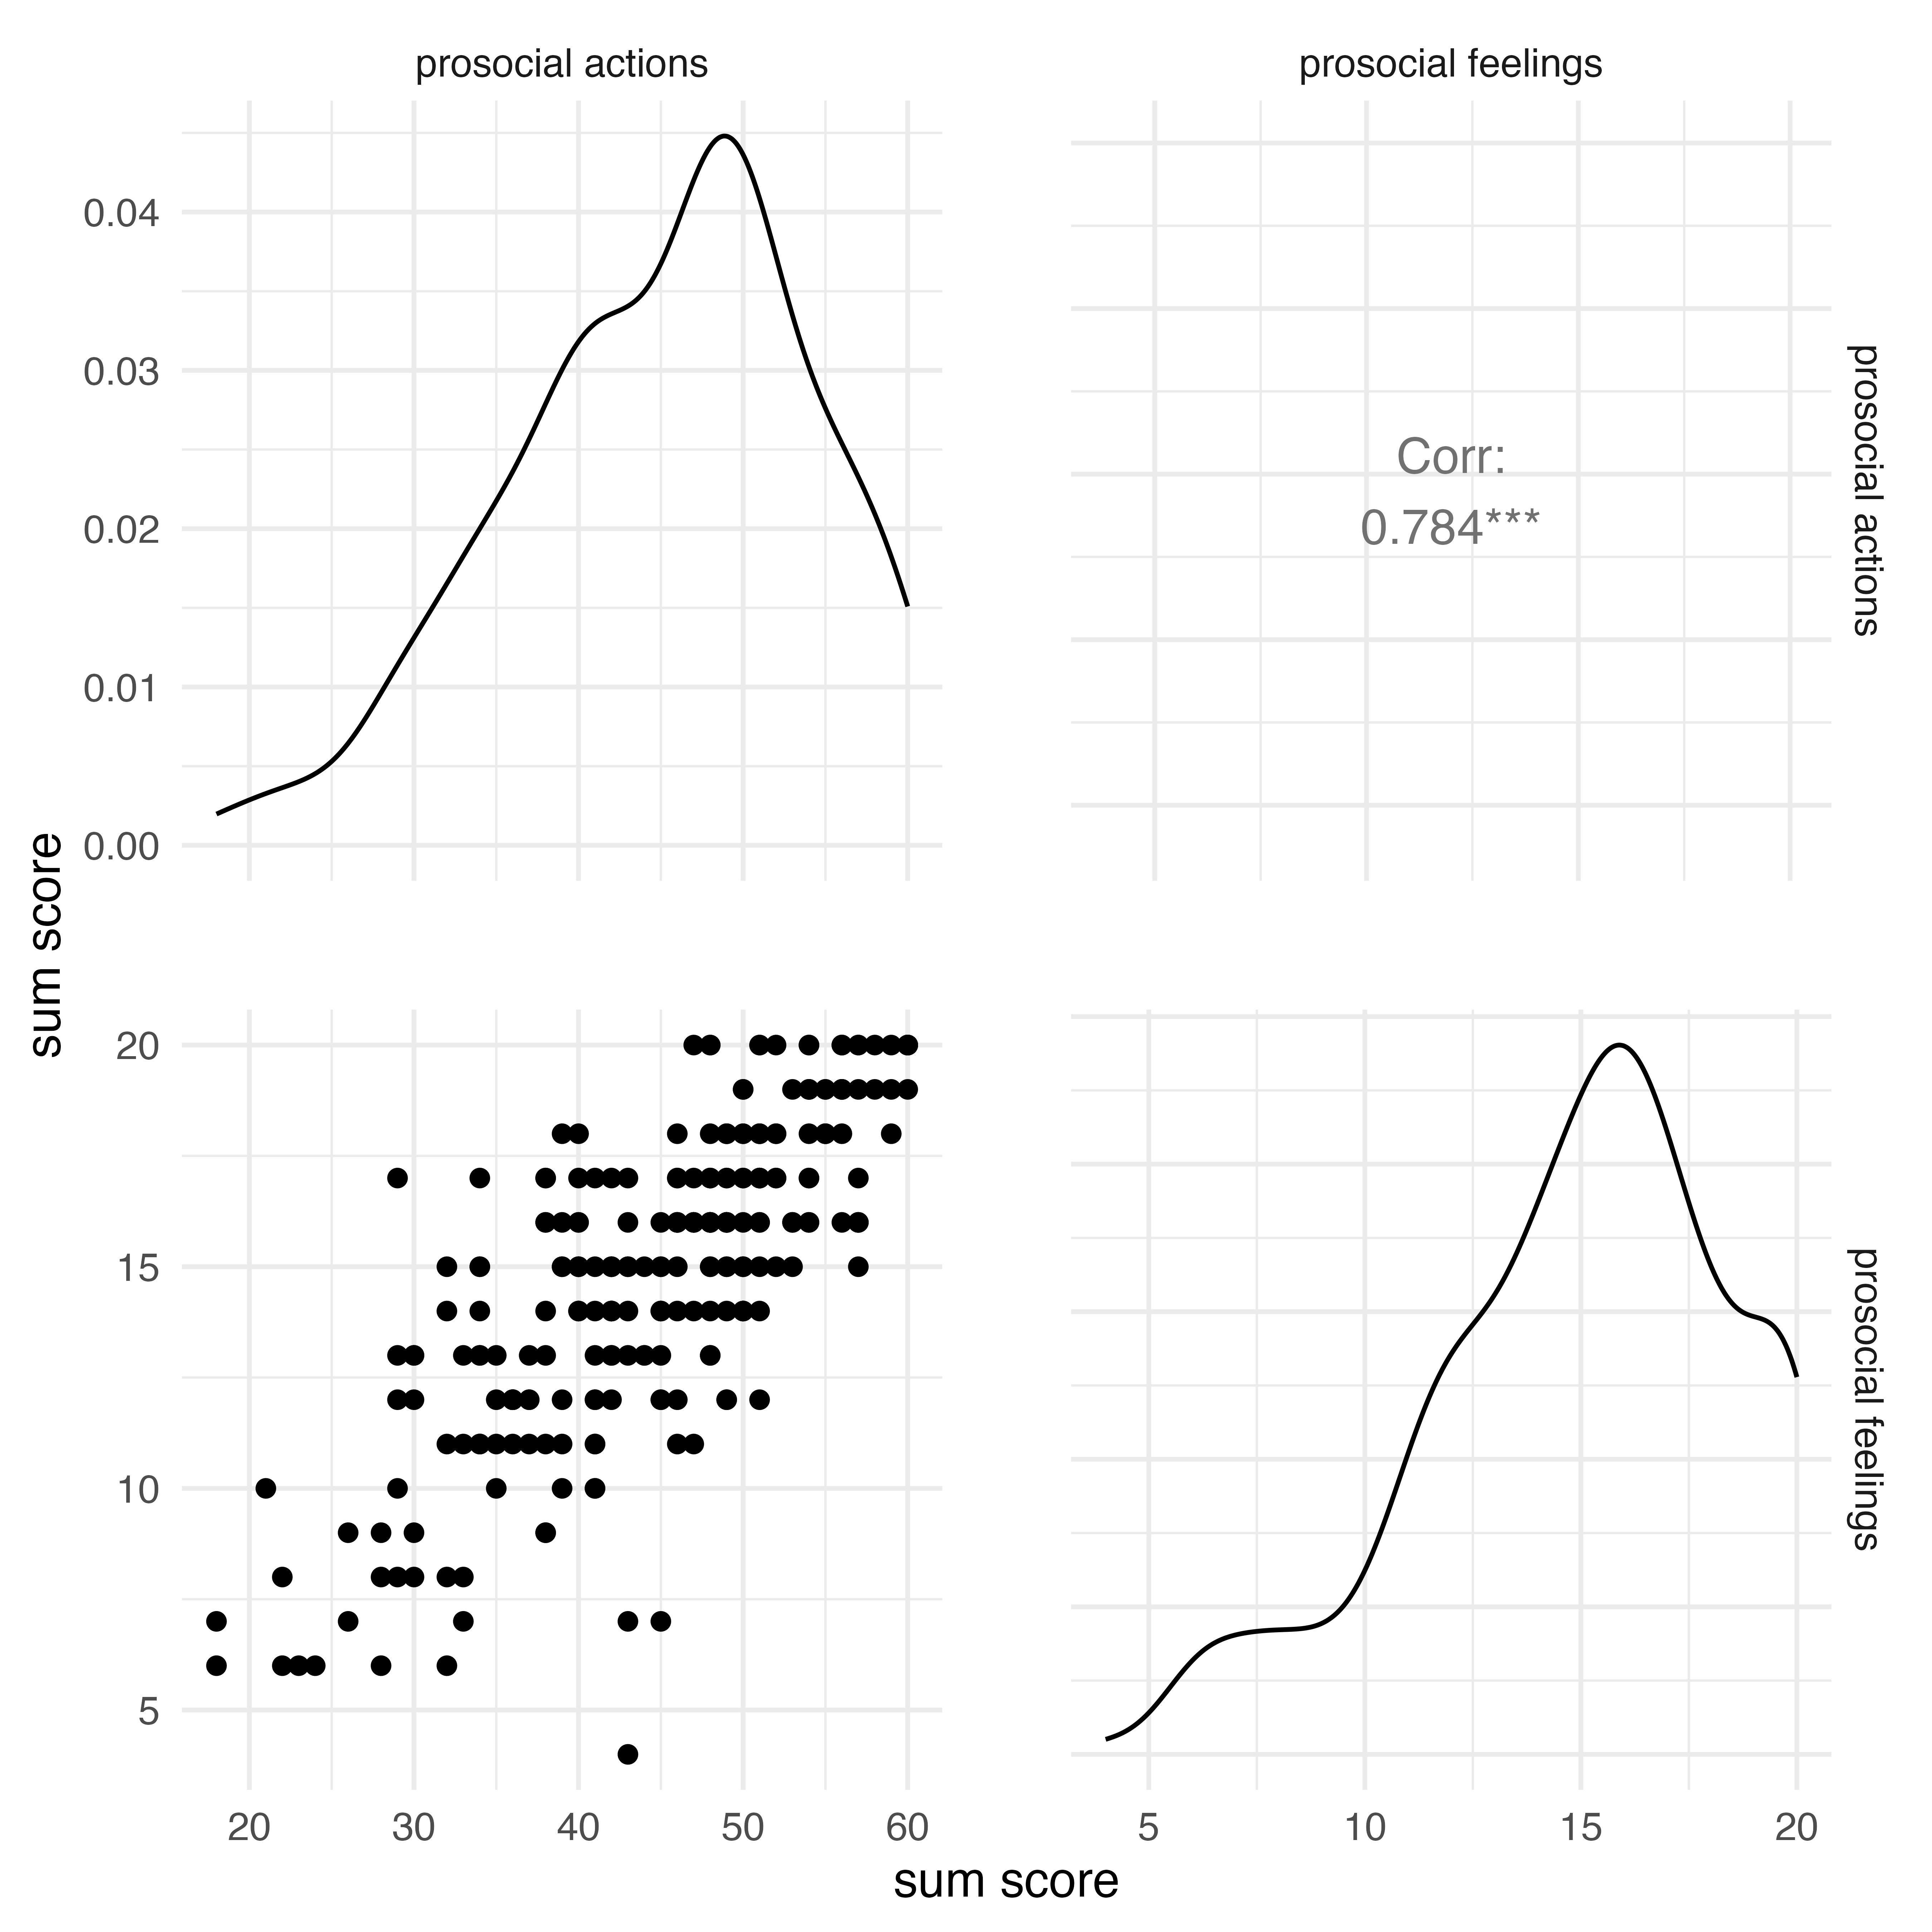 prosocial actions
prosocial feelings
0.04
0.03
0.02
0.01
0.00
Corr:
0.784***
prosocial actions
sum score
20
15
10
5
prosocial feelings
20
30
40
50
60
5
10
15
20
sum score